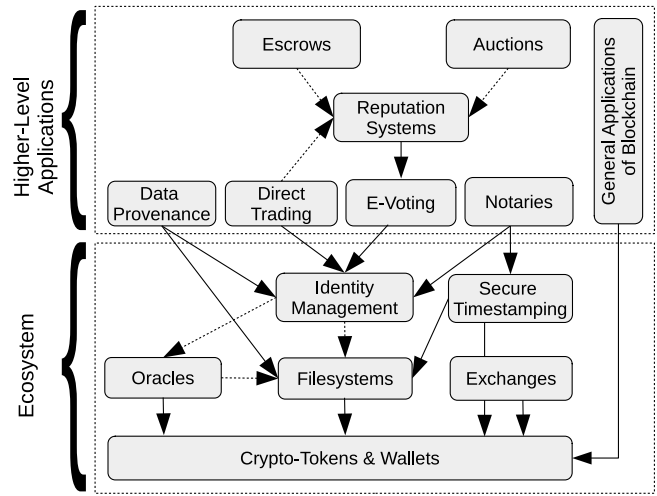 Higher-Level
Applications
Escrows
Auctions
General Applications
of Blockchain
Reputation
Systems
Data
Provenance
Direct
Trading
E-Voting
Notaries
Ecosystem
Identity
Management
Secure
Timestamping
Oracles
Filesystems
Exchanges
Crypto-Tokens & Wallets